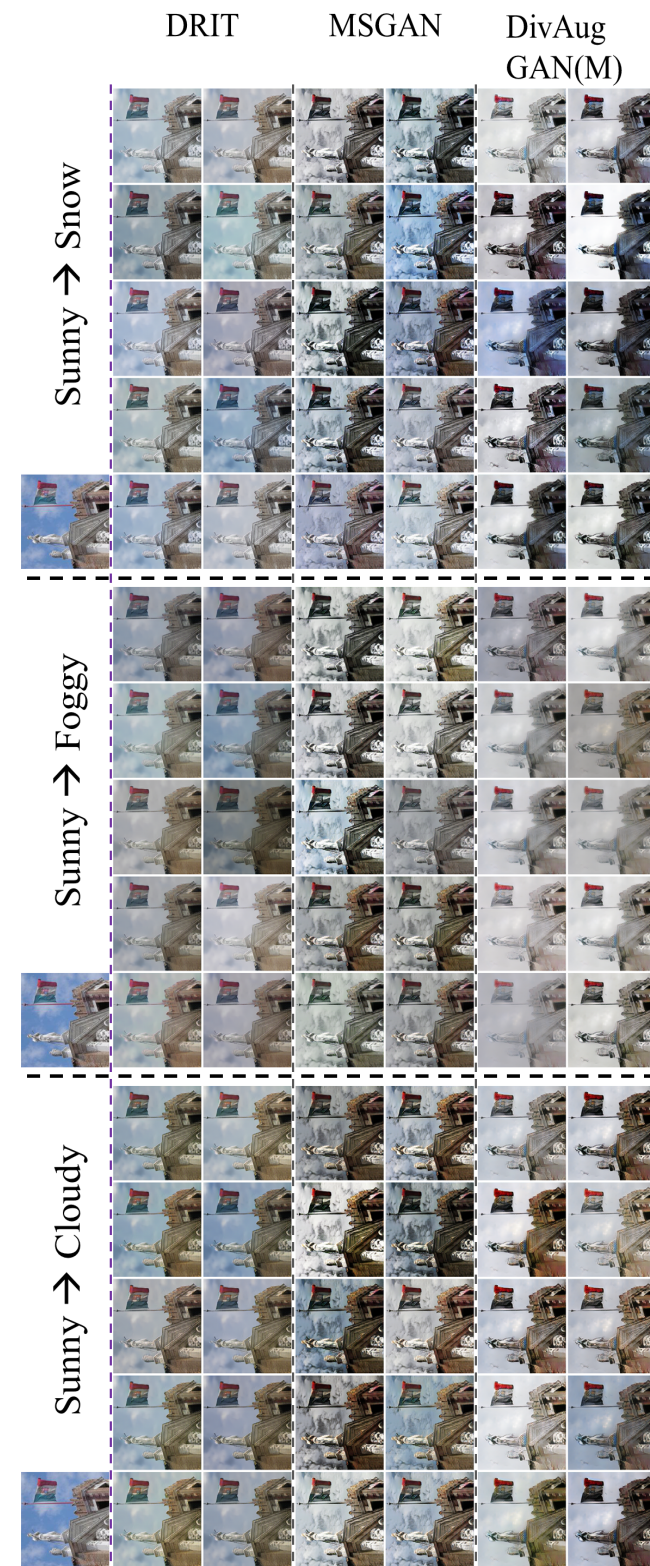 DRIT
MSGAN
DivAug
GAN(M)
Sunny → Snow
Sunny → Foggy
Sunny → Cloudy